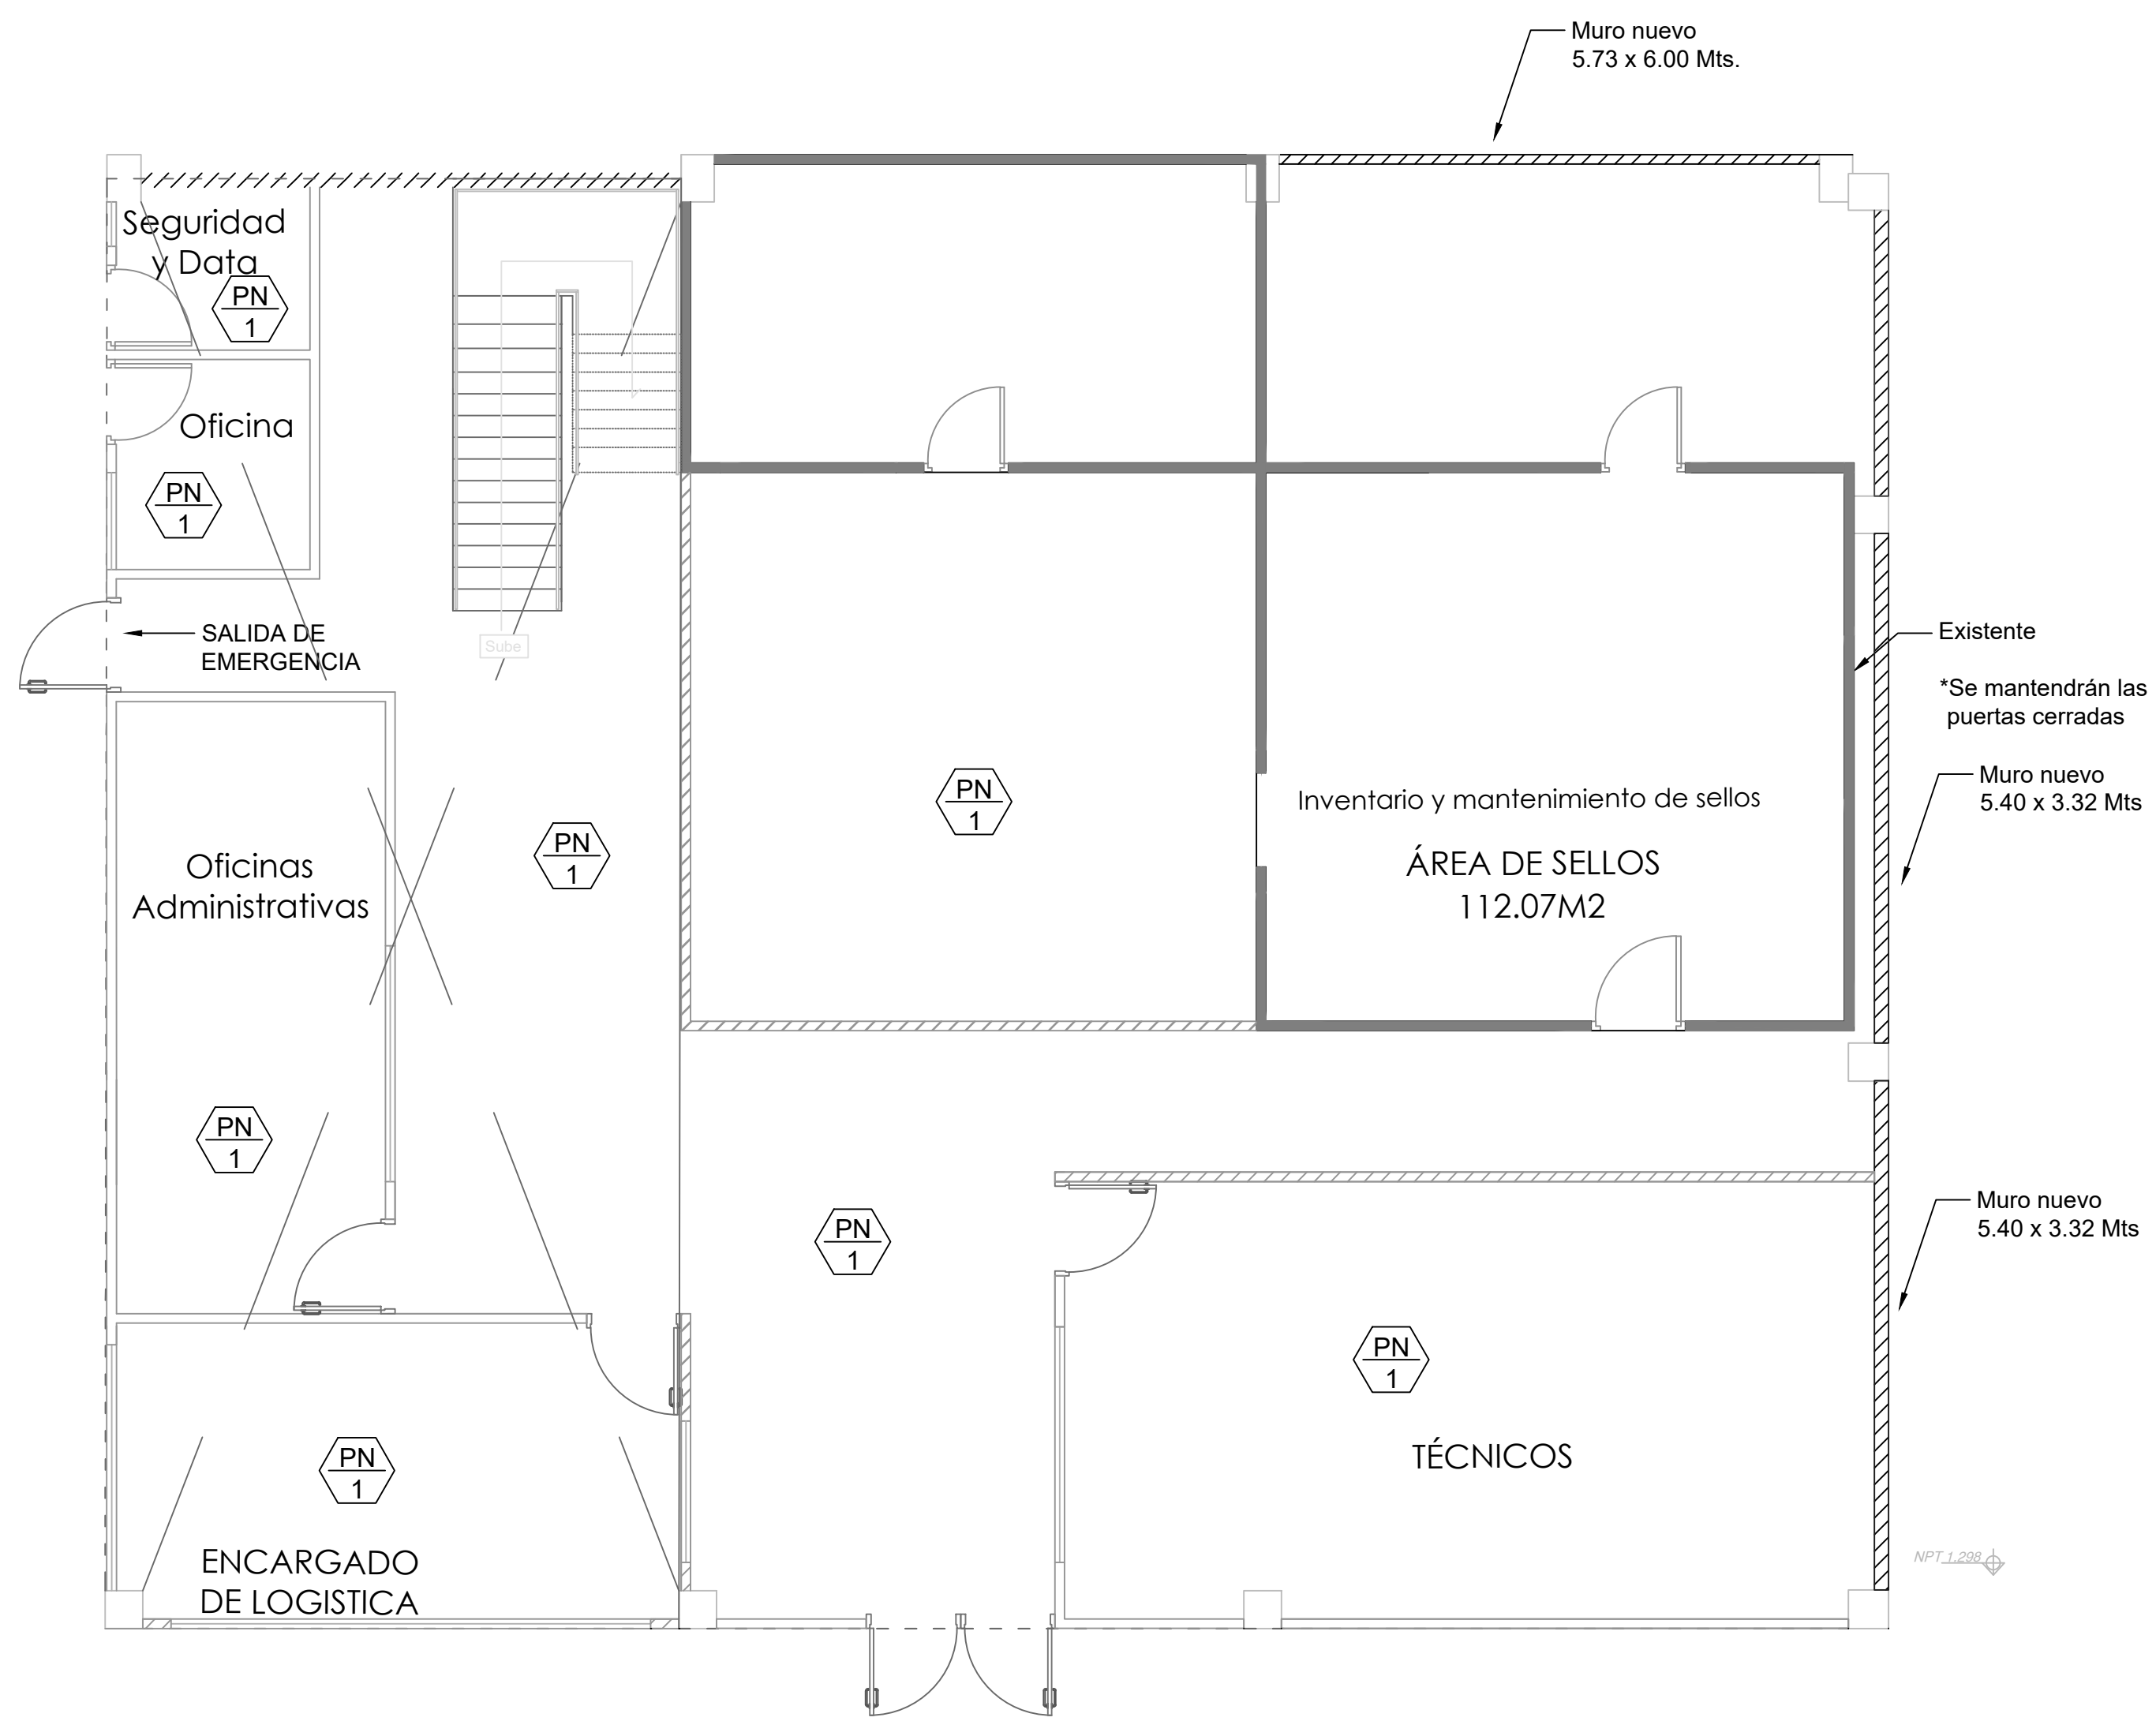 Muro nuevo
5.73 x 6.00 Mts.
Seguridad
y Data
PN
1
Oficina
PN
1
SALIDA DE
EMERGENCIA
Sube
Existente
*Se mantendrán las
puertas cerradas
Muro nuevo
5.40 x 3.32 Mts
PN
1
Inventario y mantenimiento de sellos
ÁREA DE SELLOS
112.07M2
PN
1
Oficinas
Administrativas
PN
1
PN
1
Muro nuevo
5.40 x 3.32 Mts
PN
1
TÉCNICOS
PN
1
ENCARGADO
DE LOGISTICA
NPT 1.298